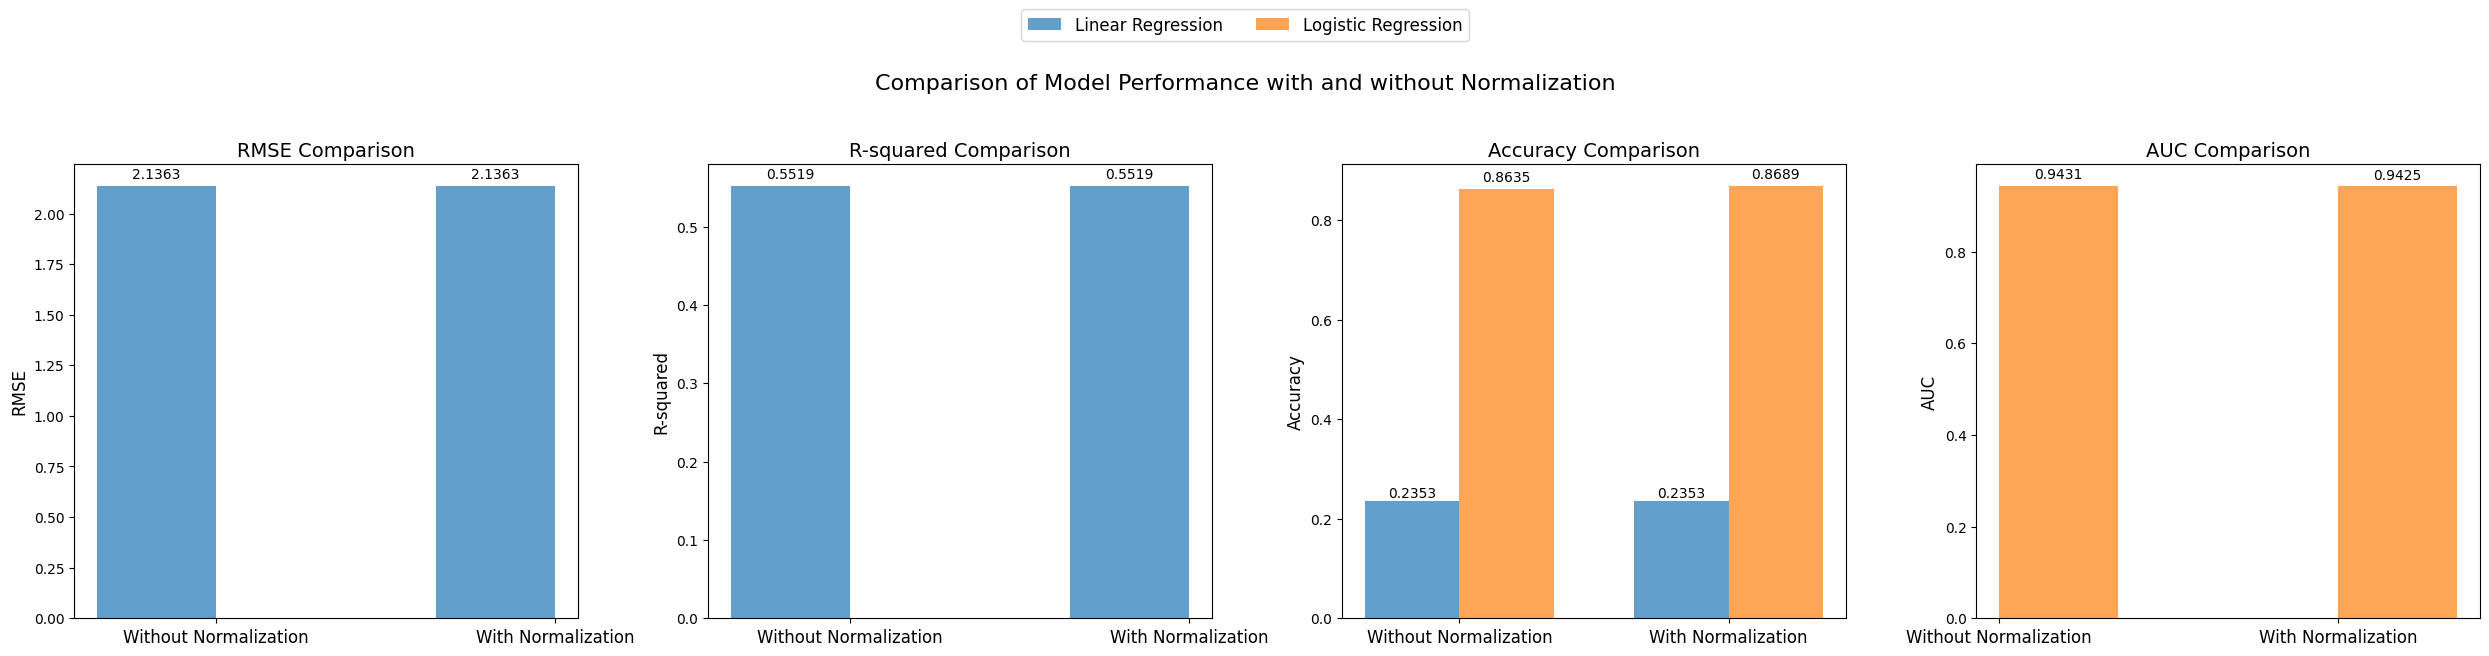 Linear Regression
Logistic Regression
Comparison of Model Performance with and without Normalization
RMSE Comparison
2.1363
2.1363
2.00
1.75
1.50
1.25
1.00
0.75
0.50
0.25
0.00
RMSE
Without Normalization
With Normalization
R-squared Comparison
0.5519
0.5519
0.5
0.4
0.3
0.2
0.1
0.0
R-squared
Without Normalization
With Normalization
Accuracy Comparison
0.8635
0.8689
0.2353
0.2353
0.8
0.6
0.4
0.2
0.0
Accuracy
Without Normalization
With Normalization
AUC Comparison
0.9431
0.9425
0.8
0.6
0.4
0.2
0.0
AUC
Without Normalization
With Normalization